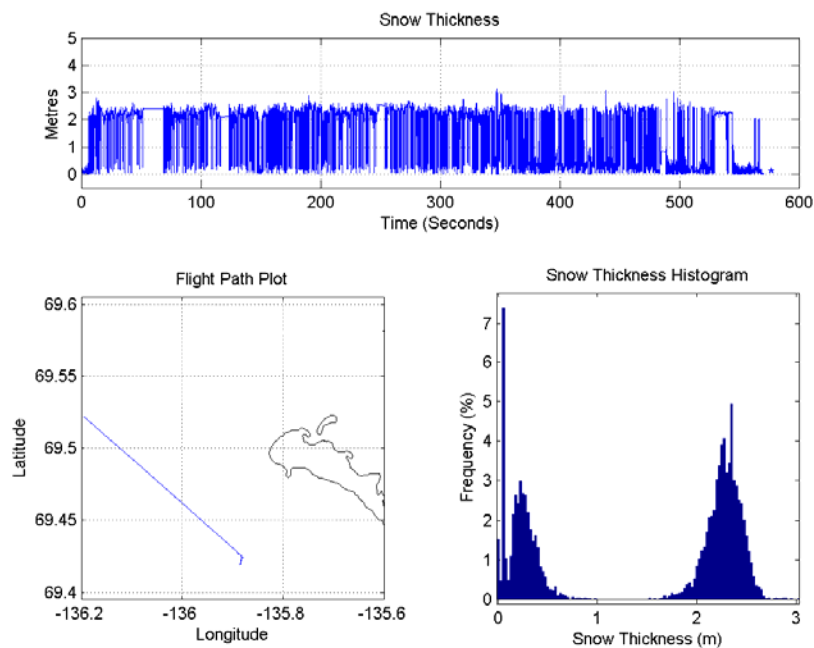 Snow Thickness
5
4
3
2
1
0
Metres
0 100 200 300 400 500 600
Time (Seconds)
Flight Path Plot
69.6
69.55
69.5
69.45
69.4
Latitude
-136.2 -136 -135.8 -135.6
Longitude
Snow Thickness Histogram
7
6
5
4
3
2
1
0
Frequency (%)
0 1 2 3
Snow Thickness (m)